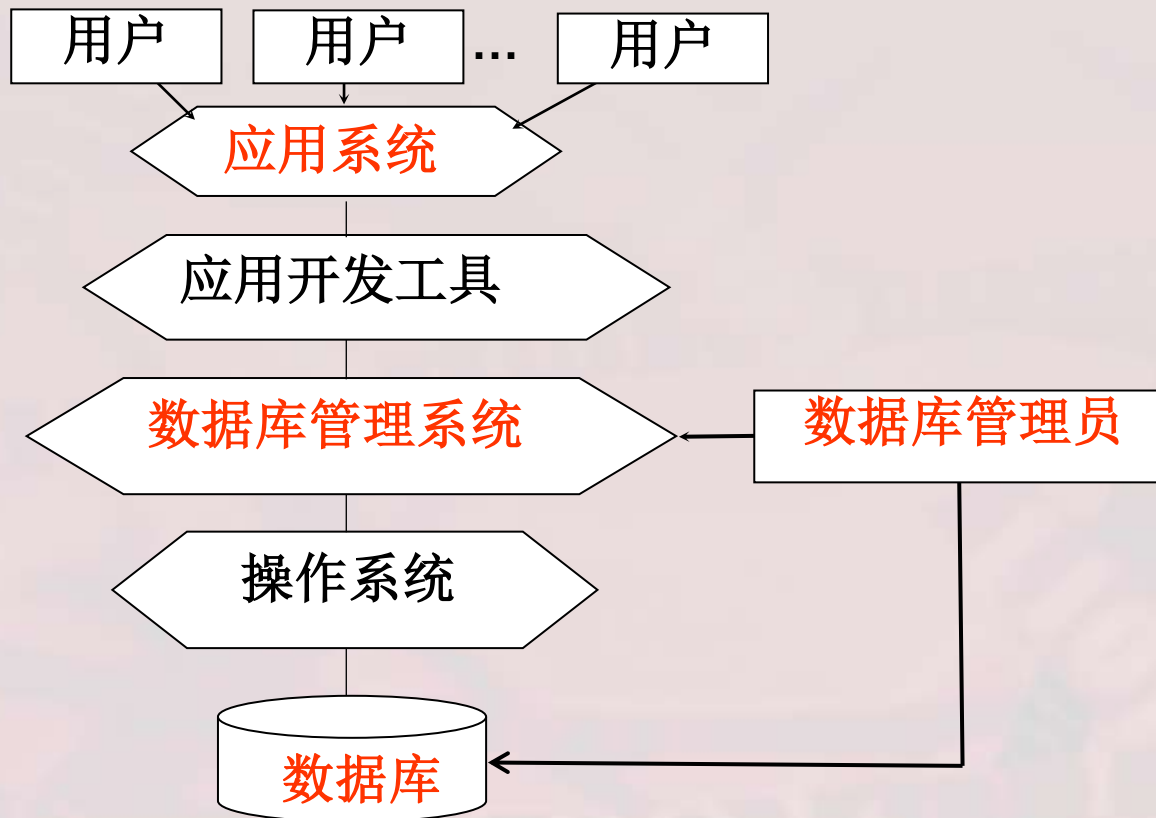 用户
用户
…
用户
应用系统
应用开发工具
数据库管理系统
数据库管理员
操作系统
数据库